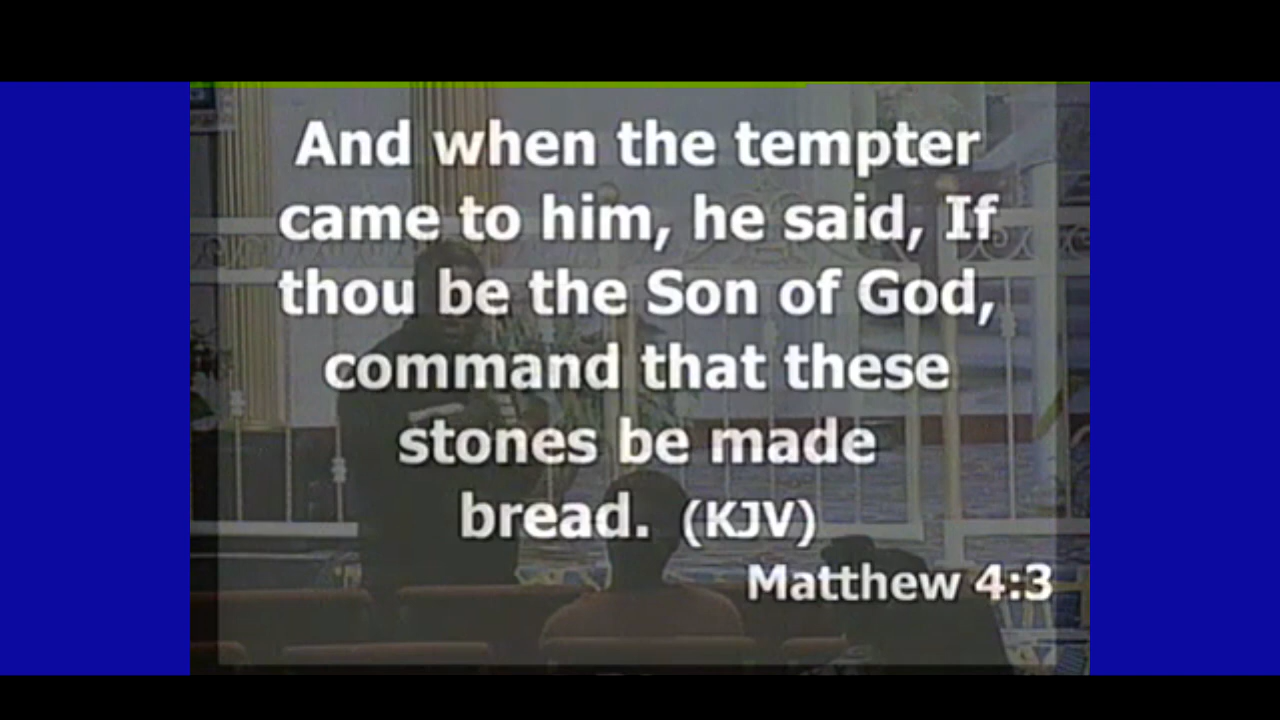 And when the tempter
came to him, he said, If
thou be the Son of God,
command that these
stones be made
bread. (KJV)
Matthew 4:3